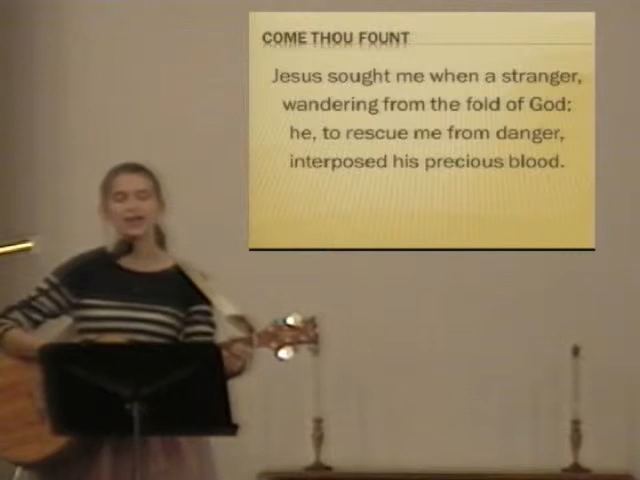 COME THOU FOUNT
Jesus sought me when a stranger,
wandering from the fold of God;
he, to rescue me from danger,
interposed his precious blood.